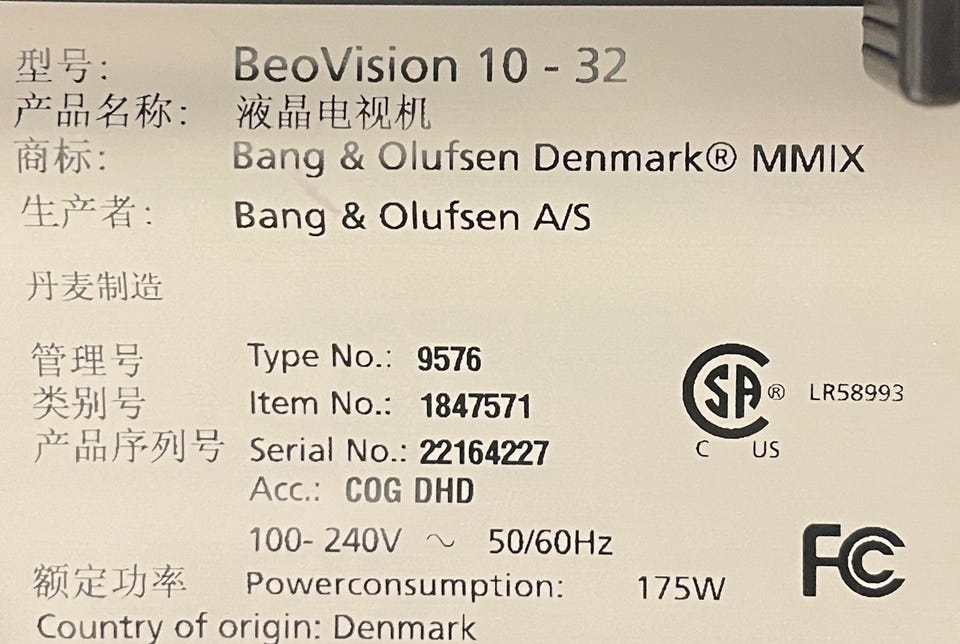 型号: BeoVision 10 - 32
产品名称: 液晶电视机
商标: Bang & Olufsen Denmark® MMIX
生产者: Bang & Olufsen A/S
丹麦制造
管理号 Type No.: 9576
类别号 Item No.: 1847571
产品序列号 Serial No.: 22164227
Acc.: COG DHD
SA® LR58993
C US
100- 240V ~ 50/60Hz
额定功率 Powerconsumption: 175W
FC
Country of origin: Denmark